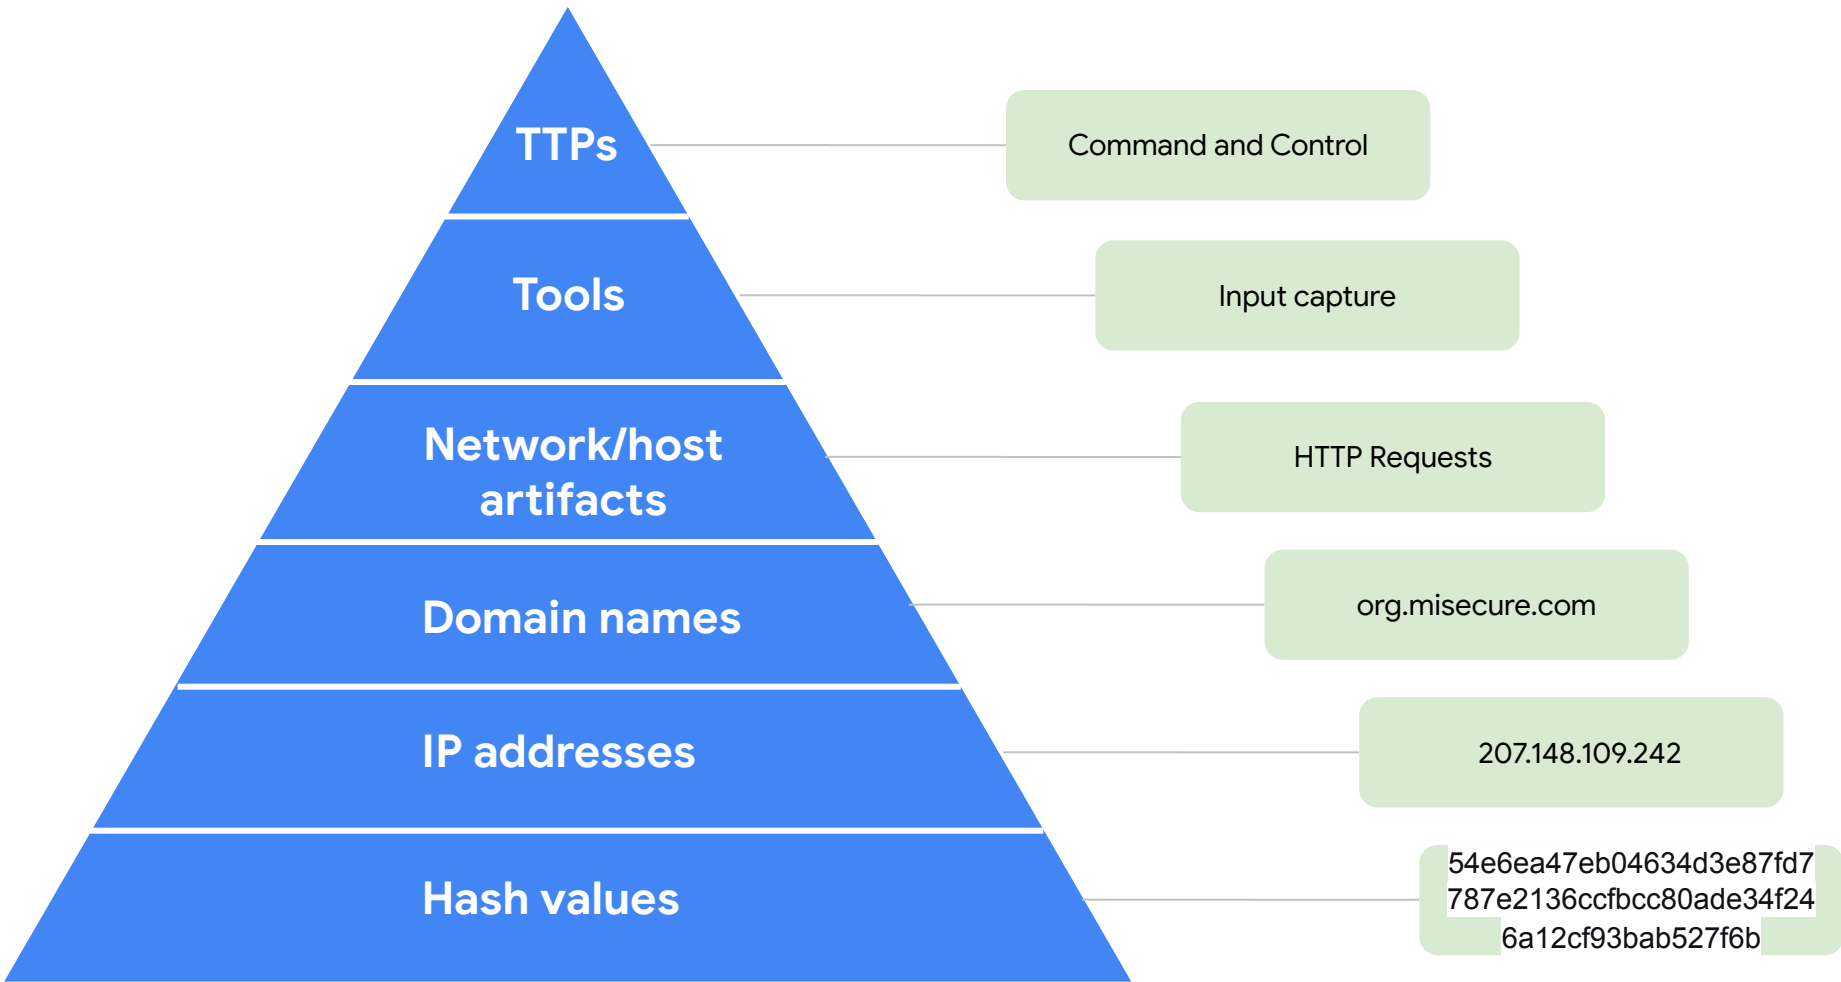 TTPs
Command and Control
Tools
Input capture
Network/host
artifacts
HTTP Requests
Domain names
org.misecure.com
IP addresses
207.148.109.242
Hash values
54e6ea47eb04634d3e87fd7
787e2136ccfbcc80ade34f24
6a12cf93bab527f6b